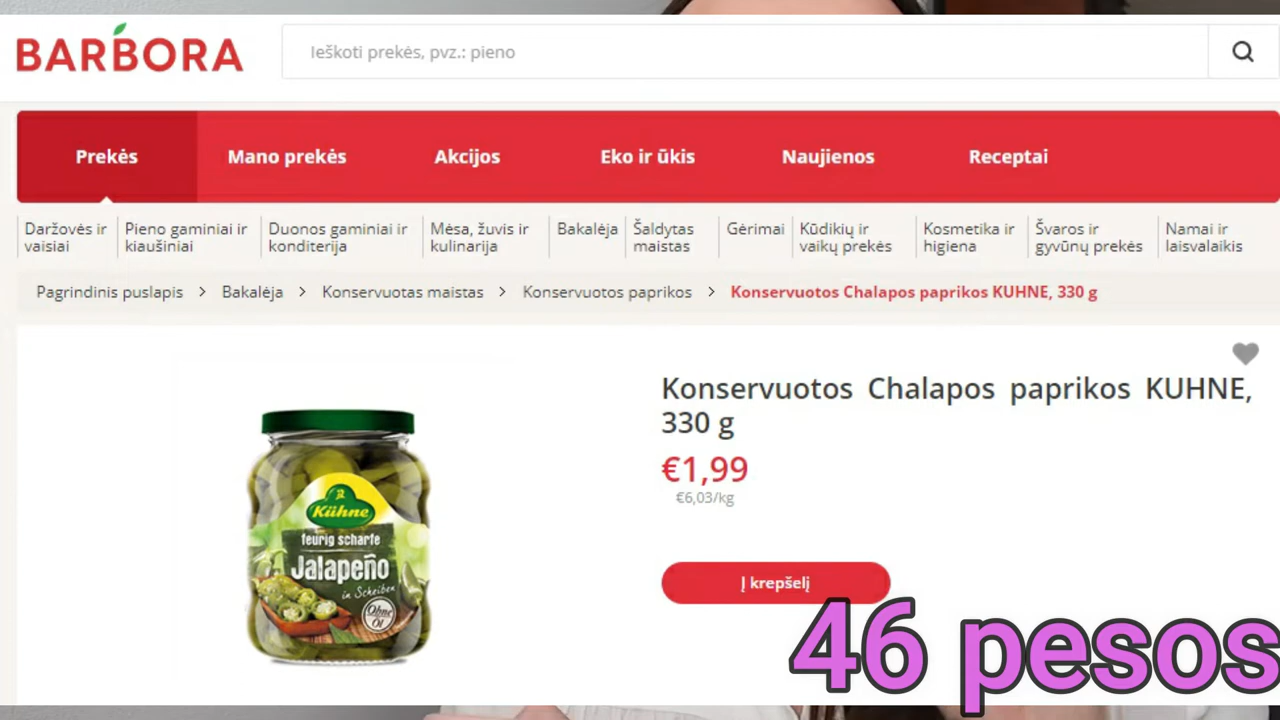 BARBORA
Ieškoti prekės, pvz.: pieno
Prekės
Mano prekės
Akcijos
Eko ir ūkis
Naujienos
Receptai
Daržovės ir
vaisiai
Pieno gaminiai ir
kiaušiniai
Duonos gaminiai ir
konditerija
Mėsa, žuvis ir
kulinarija
Bakalėja
Šaldytas
maistas
Gėrimai
Kūdikių ir
vaikų prekės
Kosmetika ir
higiena
Švaros ir
gyvūnų prekės
Namai ir
laisvalaikis
Pagrindinis puslapis > Bakalėja > Konservuotas maistas > Konservuotos paprikos > Konservuotos Chalapos paprikos KUHNE, 330 g
Konservuotos Chalapos paprikos KUHNE,
330 g
€1,99
€6,03/kg
Į krepšelį
Kühne
feurig scharfe
Jalapeño
in Scheiben
Ohne
Öl
46 pesos